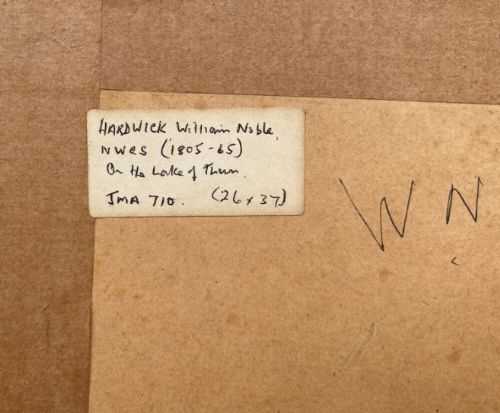 HARDWICK William Noble,
NWCS (1805-65)
On the Lake of Thun.
JMA 710. (26 x 37)
W N